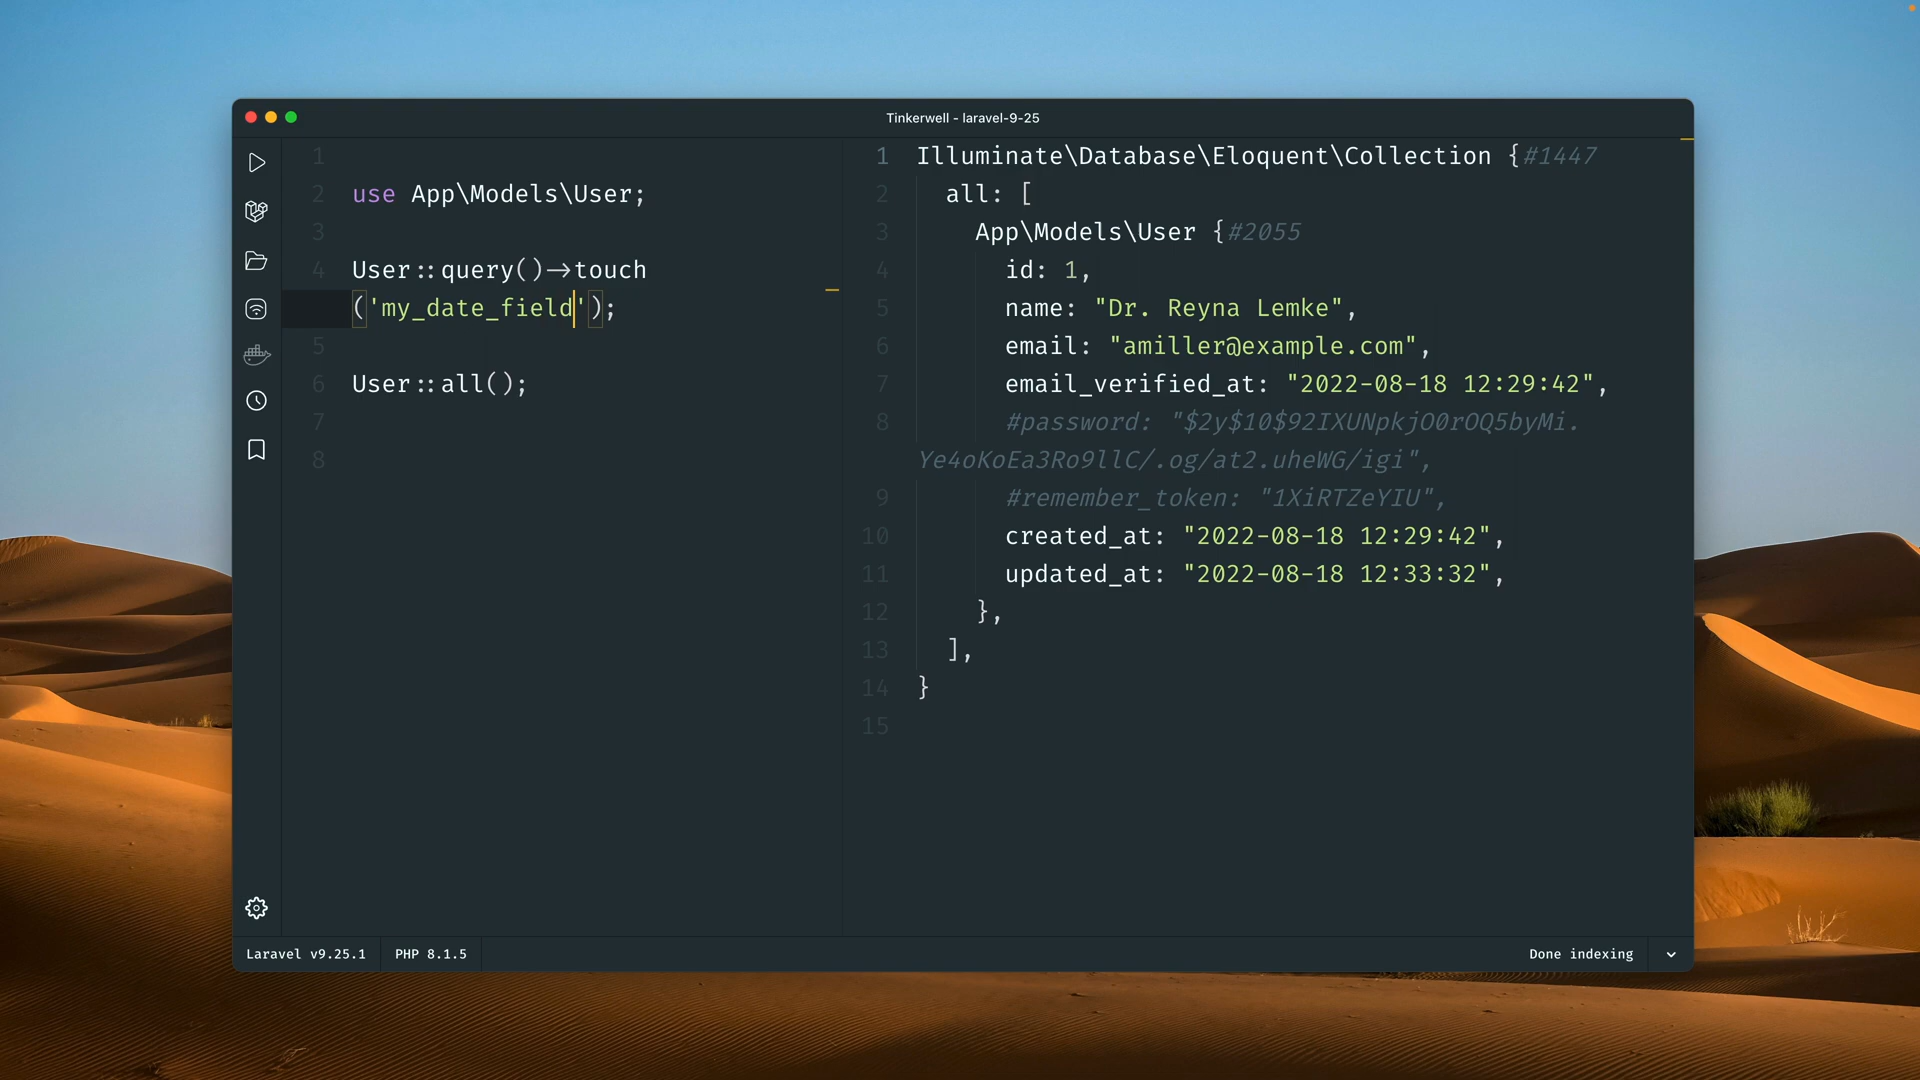 Tinkerwell - laravel-9-25
1
2 use App\Models\User;
3
4 User::query()->touch
('my_date_field');
5
6 User::all();
7
8
1 Illuminate\Database\Eloquent\Collection {#1447
2 all: [
3 App\Models\User {#2055
4 id: 1,
5 name: "Dr. Reyna Lemke",
6 email: "amiller@example.com",
7 email_verified_at: "2022-08-18 12:29:42",
8 #password: "$2y$10$92IXUNpkjO0rOQ5byMi.
Ye4oKoEa3Ro9llC/.og/at2.uheWG/igi",
9 #remember_token: "1XiRTZeYIU",
10 created_at: "2022-08-18 12:29:42",
11 updated_at: "2022-08-18 12:33:32",
12 },
13 ],
14 }
15
Laravel v9.25.1
PHP 8.1.5
Done indexing